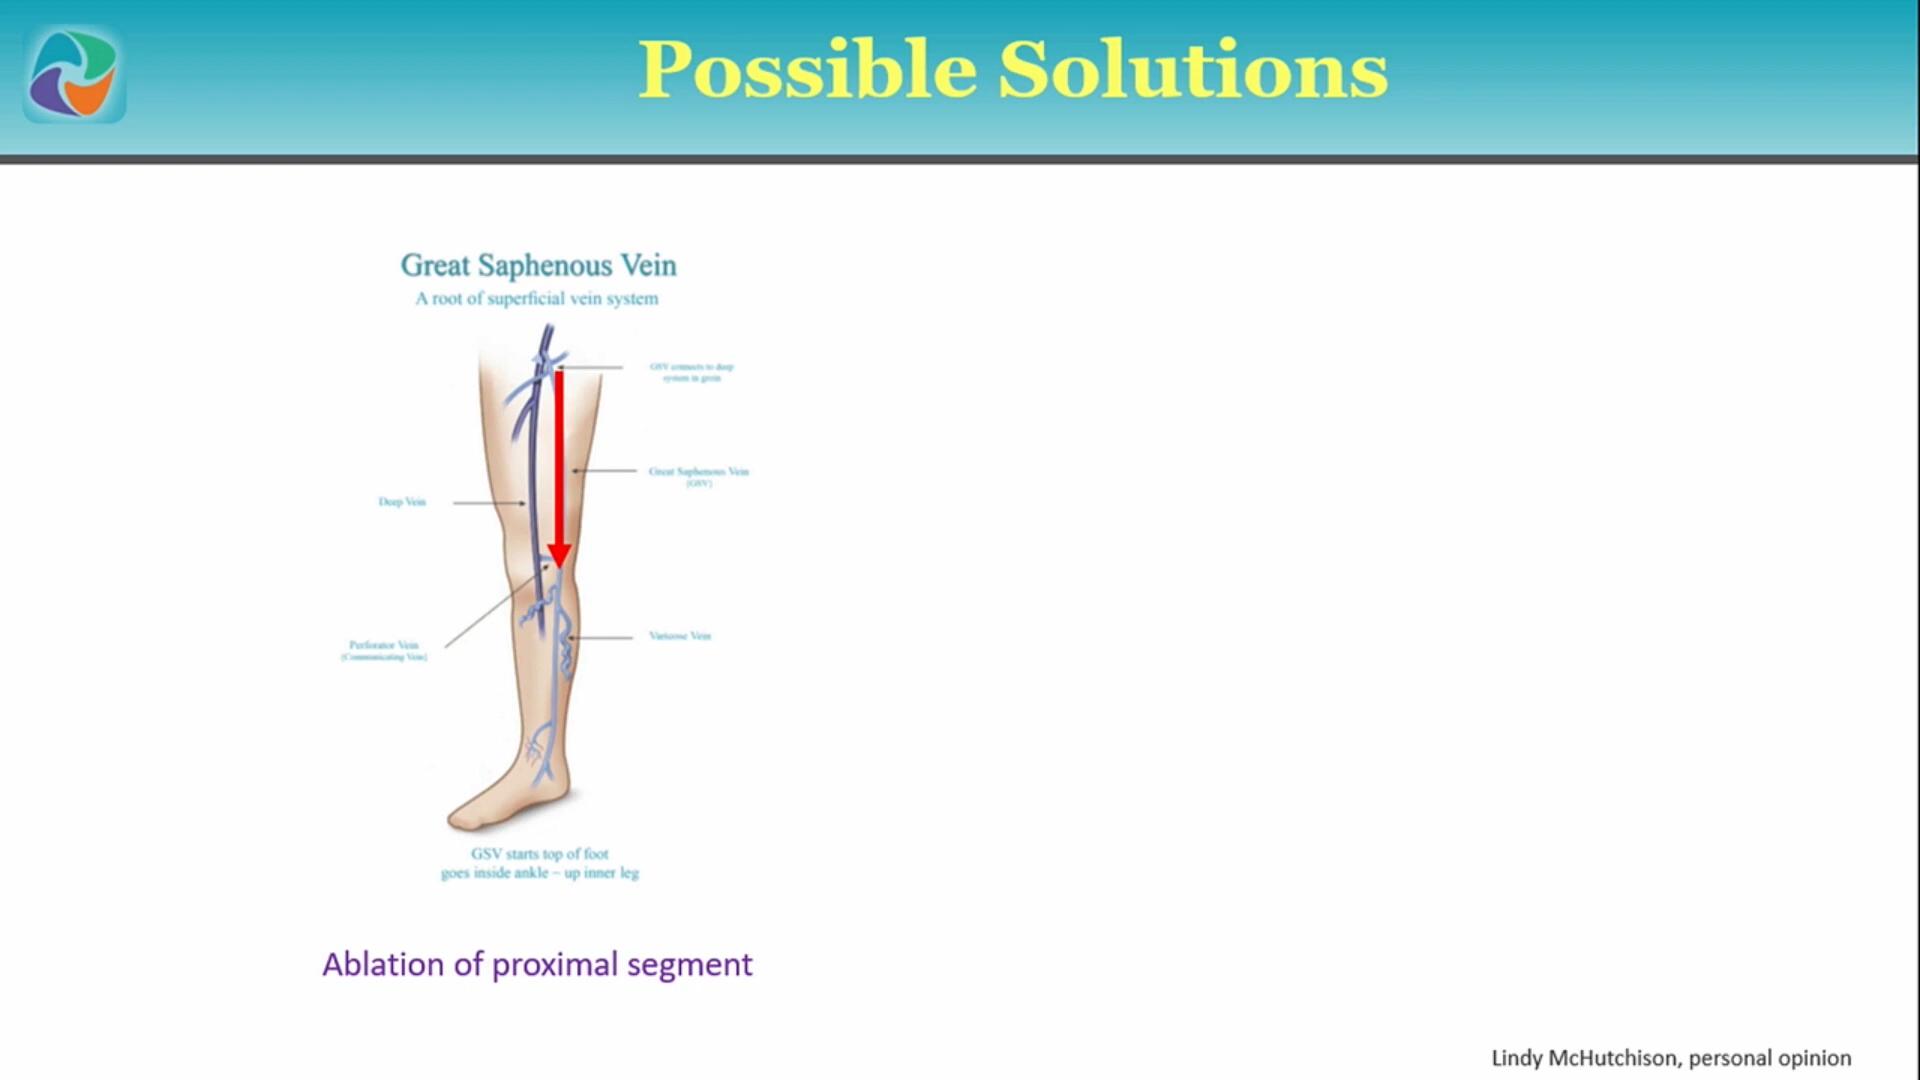 Possible Solutions
Great Saphenous Vein
A root of superficial vein system
GSV connects to deep
system in groin
Great Saphenous Vein
(GSV)
Deep Vein
Perforator Vein
(Communicating Vein)
Varicose Vein
GSV starts top of foot
goes inside ankle – up inner leg
Ablation of proximal segment
Lindy McHutchison, personal opinion